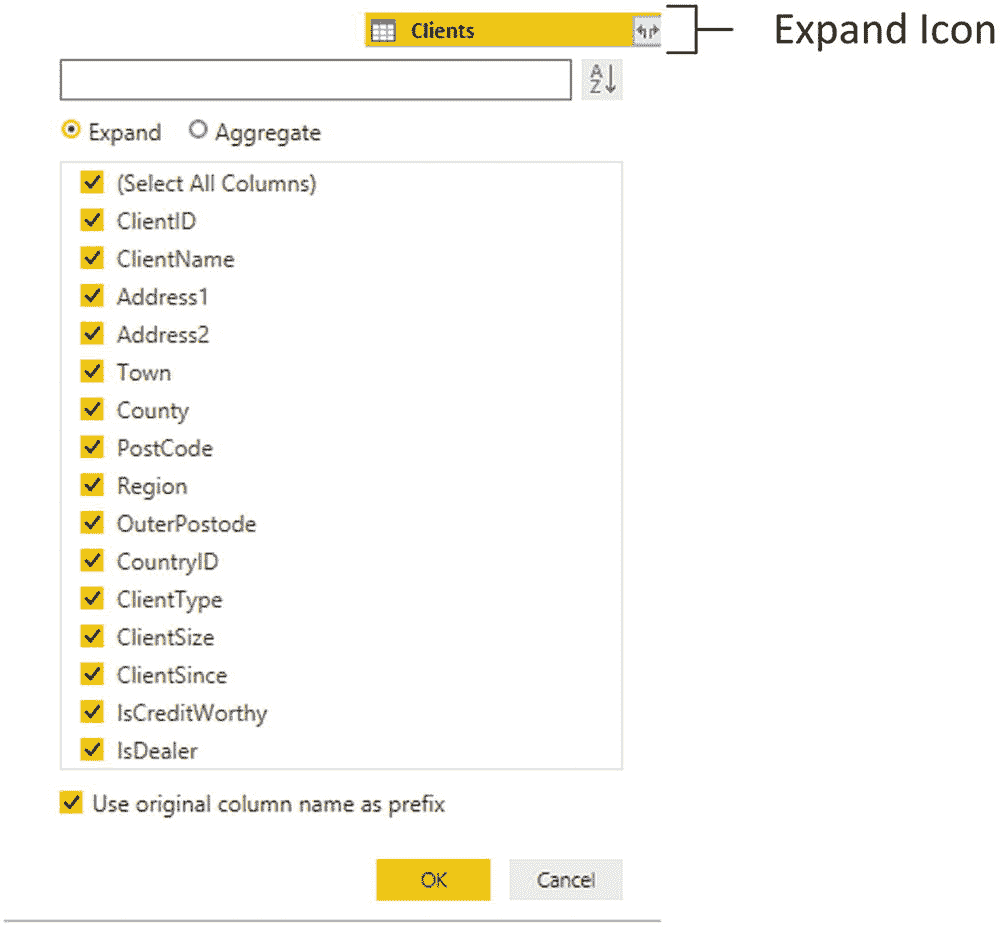 Clients
Expand Icon
A
Z
Expand
Aggregate
(Select All Columns)
ClientID
ClientName
Address1
Address2
Town
County
PostCode
Region
OuterPostode
CountryID
ClientType
ClientSize
ClientSince
IsCreditWorthy
IsDealer
Use original column name as prefix
OK
Cancel